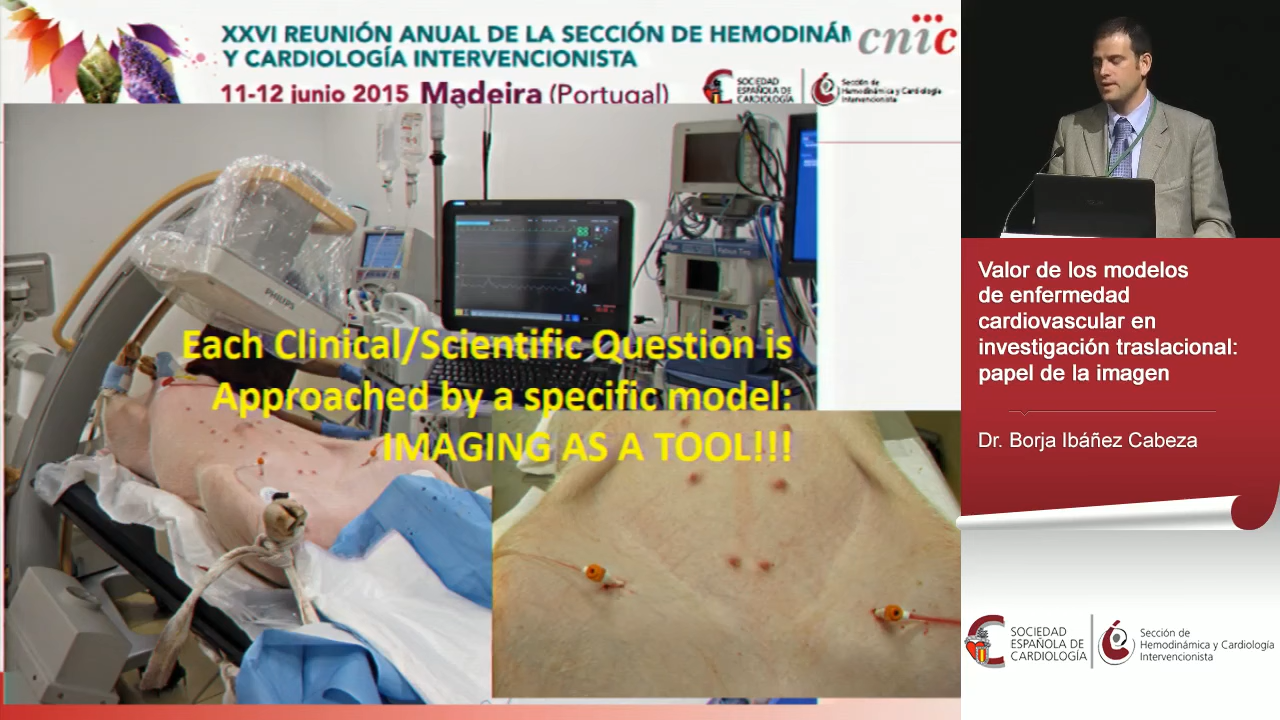 XXVI REUNIÓN ANUAL DE LA SECCIÓN DE HEMODINÁM
Y CARDIOLOGÍA INTERVENCIONISTA
11-12 junio 2015 Madeira (Portugal)
SOCIEDAD
ESPAÑOLA DE
CARDIOLOGÍA
Sección de
Hemodinámica y Cardiología
Intervencionista
cnic
PHILIPS
88
24
Each Clinical/Scientific Question is
Approached by a specific model:
IMAGING AS A TOOL!!!
Valor de los modelos
de enfermedad
cardiovascular en
investigación traslacional:
papel de la imagen
Dr. Borja Ibáñez Cabeza
SOCIEDAD
ESPAÑOLA DE
CARDIOLOGÍA
Sección de
Hemodinámica y Cardiología
Intervencionista